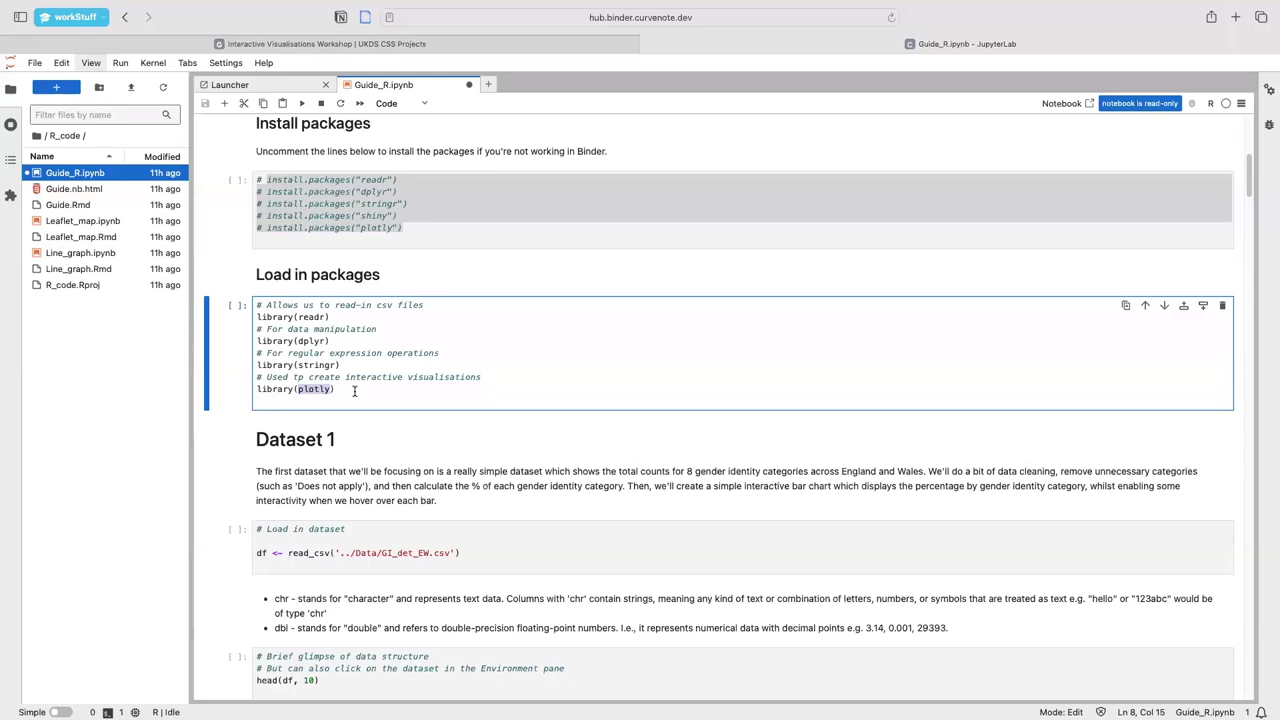 workStuff
hub.binder.curvenote.dev
Interactive Visualisations Workshop | UKDS CSS Projects
Guide_R.ipynb - JupyterLab
File Edit View Run Kernel Tabs Settings Help
Launcher
Guide_R.ipynb
Code
Notebook
notebook is read-only
R
Filter files by name
/ R_code /
Name Modified
Guide_R.ipynb 11h ago
Guide.nb.html 11h ago
Guide.Rmd 11h ago
Leaflet_map.ipynb 11h ago
Leaflet_map.Rmd 11h ago
Line_graph.ipynb 11h ago
Line_graph.Rmd 11h ago
R_code.Rproj 11h ago
Install packages
Uncomment the lines below to install the packages if you're not working in Binder.
[ ]:
# install.packages("readr")
# install.packages("dplyr")
# install.packages("stringr")
# install.packages("shiny")
# install.packages("plotly")
Load in packages
[ ]:
# Allows us to read-in csv files
library(readr)
# For data manipulation
library(dplyr)
# For regular expression operations
library(stringr)
# Used tp create interactive visualisations
library(plotly)
Dataset 1
The first dataset that we'll be focusing on is a really simple dataset which shows the total counts for 8 gender identity categories across England and Wales. We'll do a bit of data cleaning, remove unnecessary categories
(such as 'Does not apply'), and then calculate the % of each gender identity category. Then, we'll create a simple interactive bar chart which displays the percentage by gender identity category, whilst enabling some
interactivity when we hover over each bar.
[ ]:
# Load in dataset
df <- read_csv('../Data/GI_det_EW.csv')
• chr - stands for "character" and represents text data. Columns with 'chr' contain strings, meaning any kind of text or combination of letters, numbers, or symbols that are treated as text e.g. "hello" or "123abc" would be
of type 'chr'
• dbl - stands for "double" and refers to double-precision floating-point numbers. I.e., it represents numerical data with decimal points e.g. 3.14, 0.001, 29393.
[ ]:
# Brief glimpse of data structure
# But can also click on the dataset in the Environment pane
head(df, 10)
Simple 0 1 R | Idle
Mode: Edit Ln 8, Col 15 Guide_R.ipynb 1